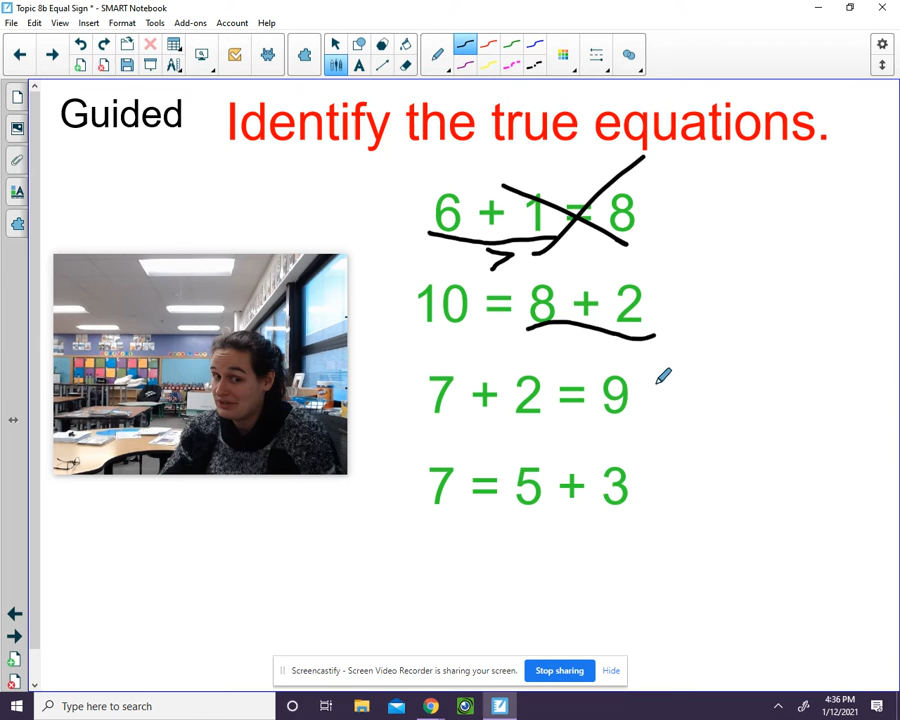 Topic 8b Equal Sign * - SMART Notebook
File Edit View Insert Format Tools Add-ons Account Help
Guided
Identify the true equations.
6 + 1 = 8
7
10 = 8 + 2
7 + 2 = 9
7 = 5 + 3
Screencastify - Screen Video Recorder is sharing your screen. Stop sharing Hide
Type here to search
4:36 PM
1/12/2021